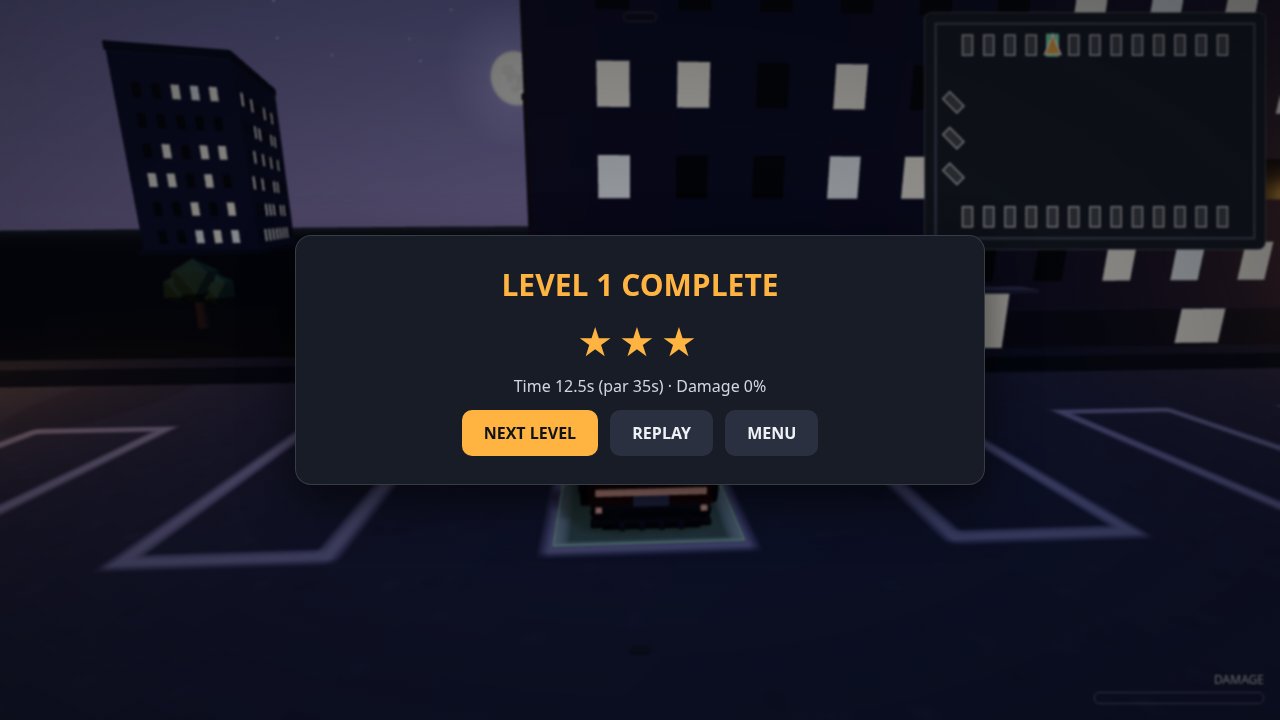 LEVEL 1 COMPLETE
★ ★ ★
Time 12.5s (par 35s) · Damage 0%
NEXT LEVEL
REPLAY
MENU
DAMAGE